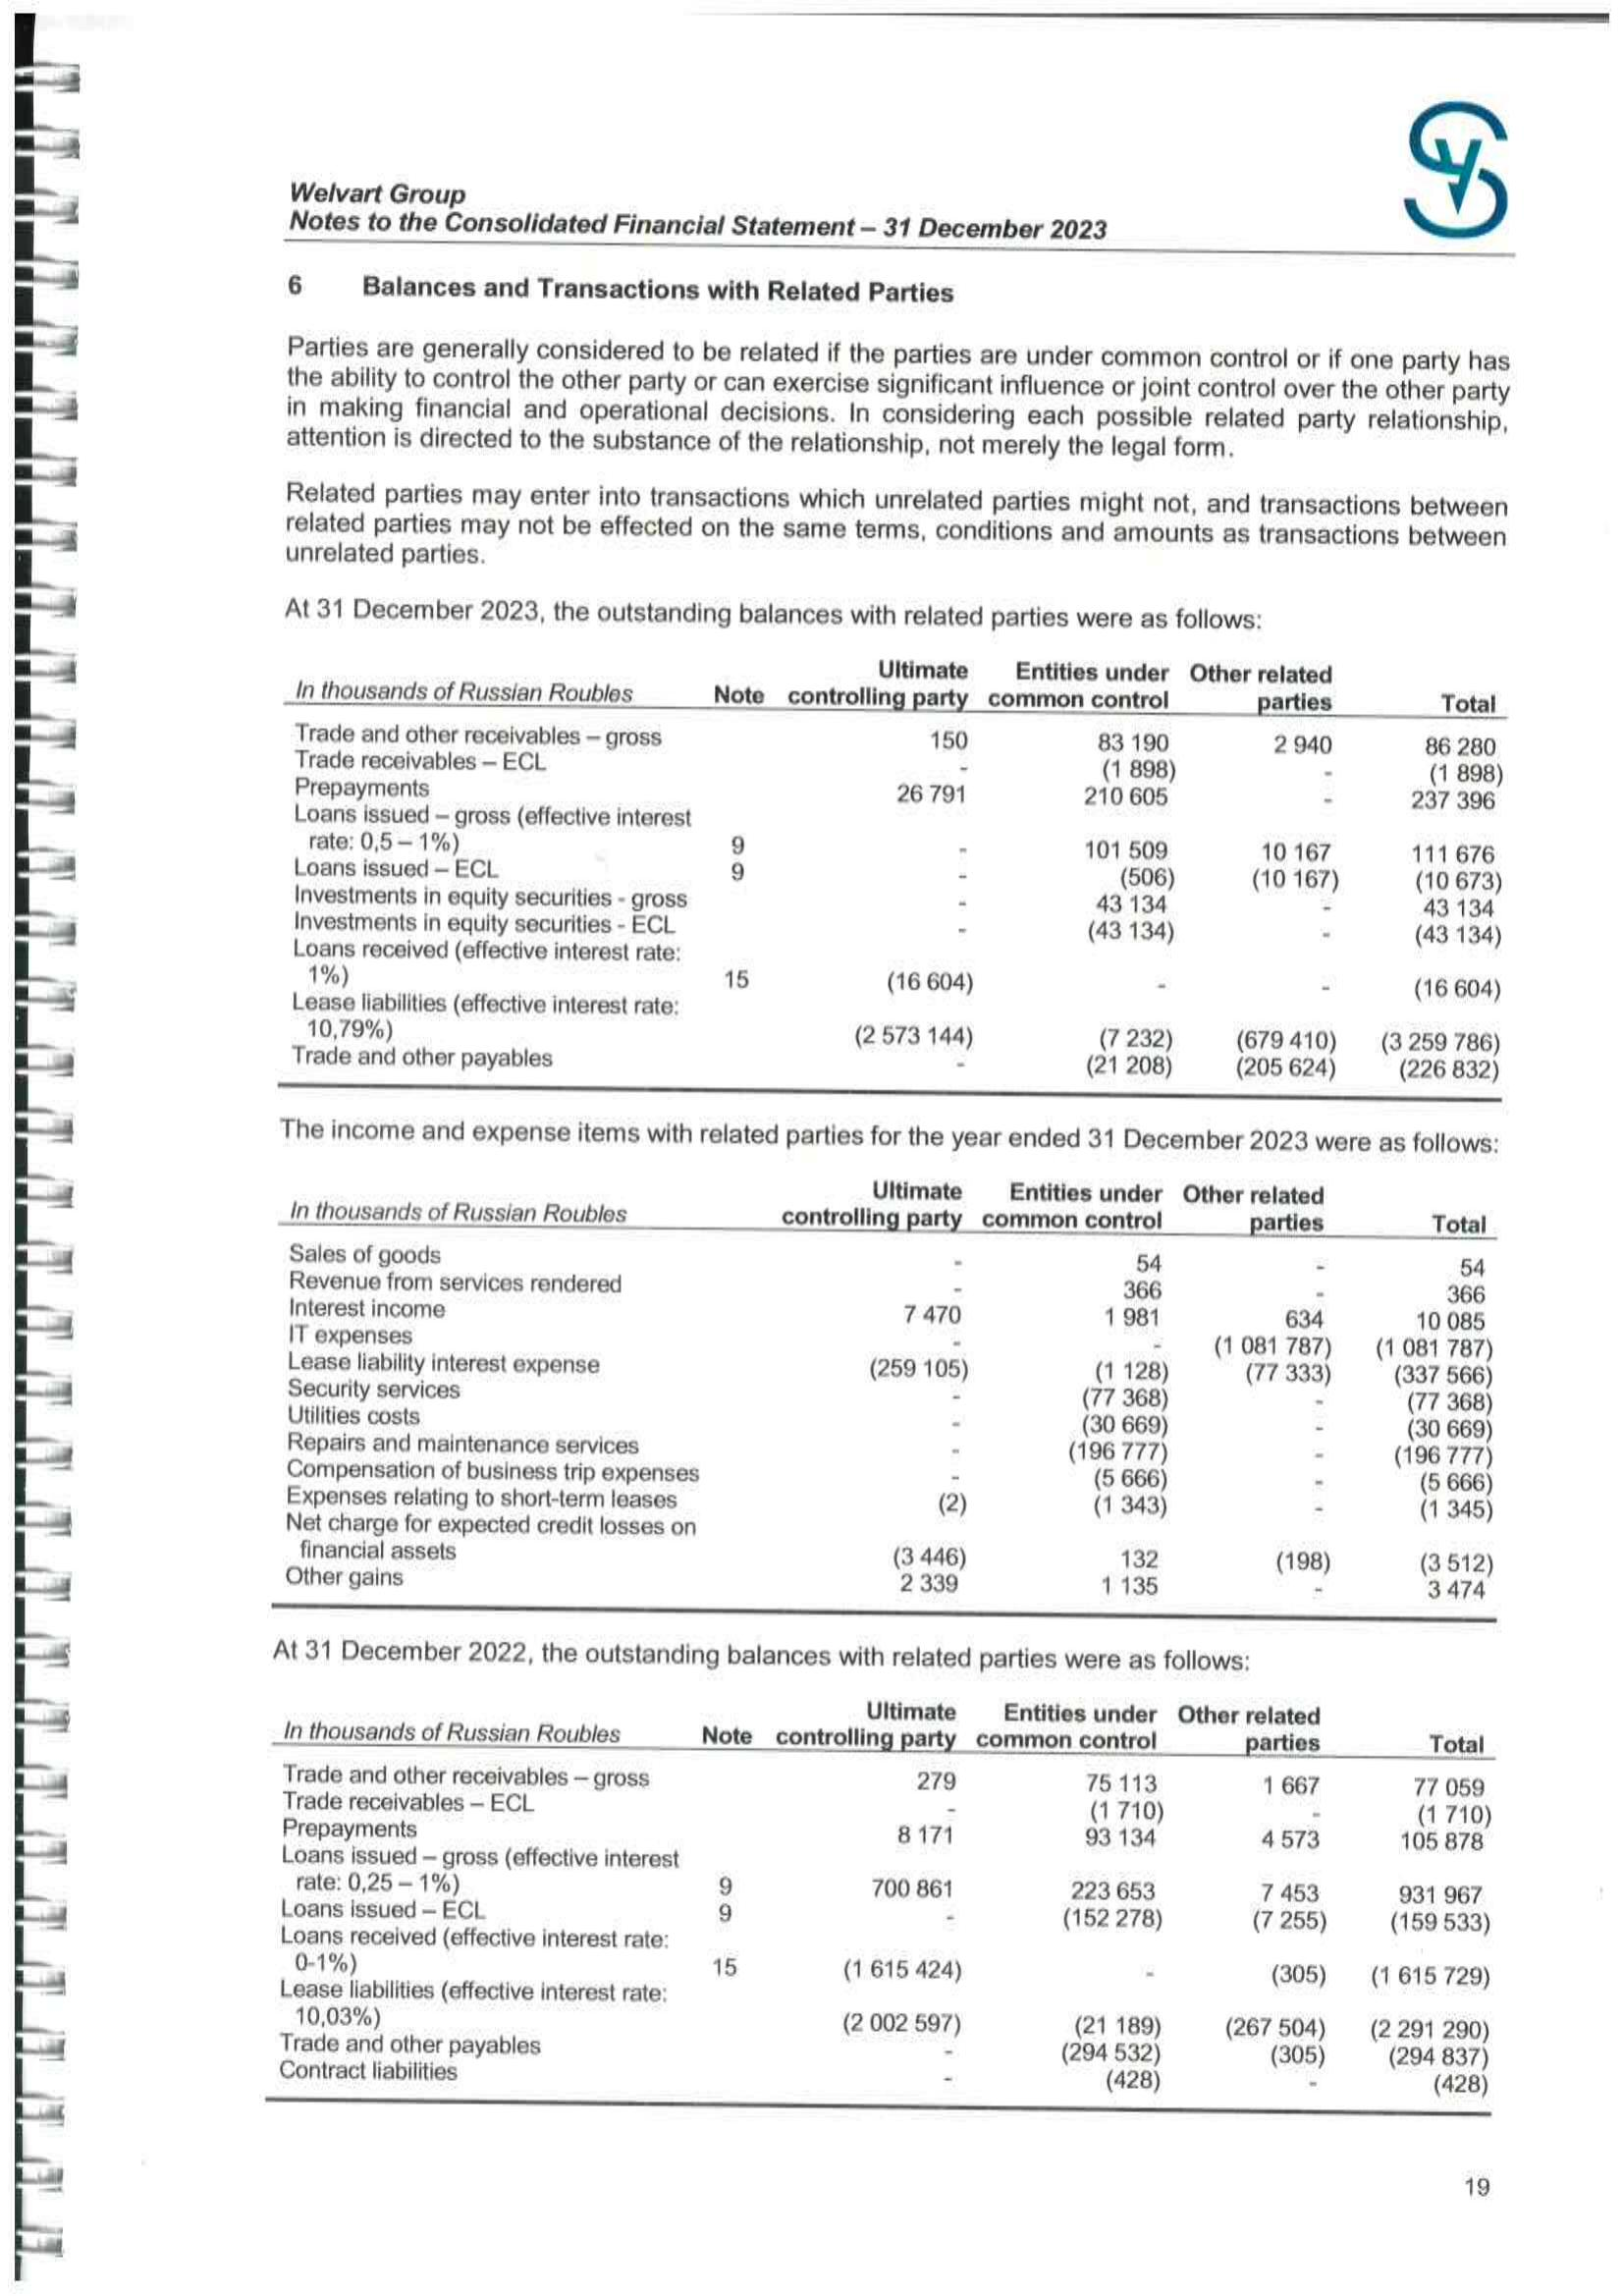 Welvart Group
Notes to the Consolidated Financial Statement – 31 December 2023
6 Balances and Transactions with Related Parties
Parties are generally considered to be related if the parties are under common control or if one party has
the ability to control the other party or can exercise significant influence or joint control over the other party
in making financial and operational decisions. In considering each possible related party relationship,
attention is directed to the substance of the relationship, not merely the legal form.
Related parties may enter into transactions which unrelated parties might not, and transactions between
related parties may not be effected on the same terms, conditions and amounts as transactions between
unrelated parties.
At 31 December 2023, the outstanding balances with related parties were as follows:
Ultimate Entities under Other related
In thousands of Russian Roubles Note controlling party common control parties Total
Trade and other receivables – gross 150 83 190 2 940 86 280
Trade receivables – ECL - (1 898) - (1 898)
Prepayments 26 791 210 605 - 237 396
Loans issued – gross (effective interest
rate: 0,5 – 1%) 9 - 101 509 10 167 111 676
Loans issued – ECL 9 - (506) (10 167) (10 673)
Investments in equity securities - gross - 43 134 - 43 134
Investments in equity securities - ECL - (43 134) - (43 134)
Loans received (effective interest rate:
1%) 15 (16 604) - - (16 604)
Lease liabilities (effective interest rate:
10,79%) (2 573 144) (7 232) (679 410) (3 259 786)
Trade and other payables - (21 208) (205 624) (226 832)
The income and expense items with related parties for the year ended 31 December 2023 were as follows:
Ultimate Entities under Other related
In thousands of Russian Roubles controlling party common control parties Total
Sales of goods - 54 - 54
Revenue from services rendered - 366 - 366
Interest income 7 470 1 981 634 10 085
IT expenses - - (1 081 787) (1 081 787)
Lease liability interest expense (259 105) (1 128) (77 333) (337 566)
Security services - (77 368) - (77 368)
Utilities costs - (30 669) - (30 669)
Repairs and maintenance services - (196 777) - (196 777)
Compensation of business trip expenses - (5 666) - (5 666)
Expenses relating to short-term leases (2) (1 343) - (1 345)
Net charge for expected credit losses on
financial assets (3 446) 132 (198) (3 512)
Other gains 2 339 1 135 - 3 474
At 31 December 2022, the outstanding balances with related parties were as follows:
Ultimate Entities under Other related
In thousands of Russian Roubles Note controlling party common control parties Total
Trade and other receivables – gross 279 75 113 1 667 77 059
Trade receivables – ECL - (1 710) - (1 710)
Prepayments 8 171 93 134 4 573 105 878
Loans issued – gross (effective interest
rate: 0,25 – 1%) 9 700 861 223 653 7 453 931 967
Loans issued – ECL 9 - (152 278) (7 255) (159 533)
Loans received (effective interest rate:
0-1%) 15 (1 615 424) - (305) (1 615 729)
Lease liabilities (effective interest rate:
10,03%) (2 002 597) (21 189) (267 504) (2 291 290)
Trade and other payables - (294 532) (305) (294 837)
Contract liabilities - (428) - (428)
19